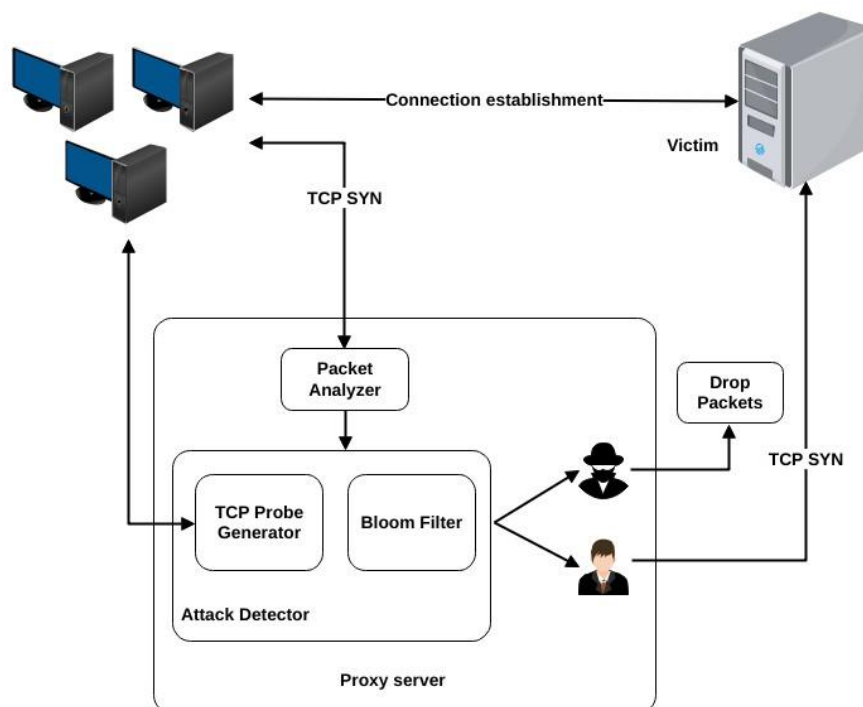 Connection establishment
Victim
TCP SYN
Packet
Analyzer
Drop
Packets
TCP SYN
TCP Probe
Generator
Bloom Filter
Attack Detector
Proxy server